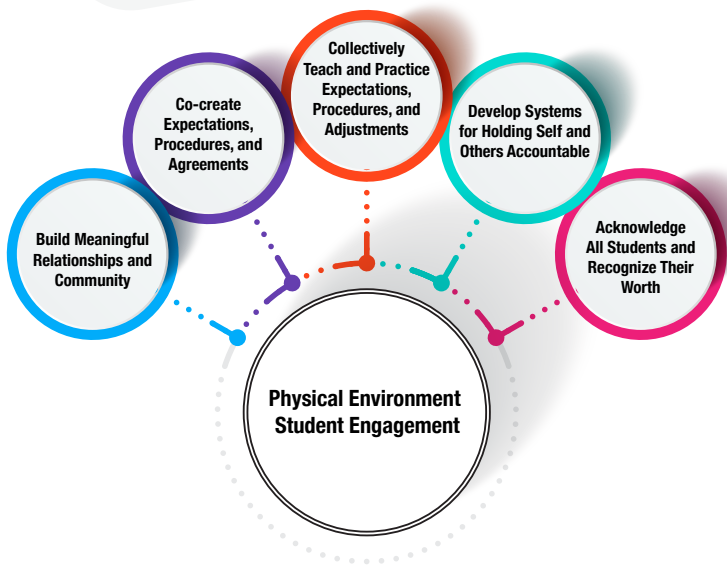 Build Meaningful
Relationships and
Community
Co-create
Expectations,
Procedures, and
Agreements
Collectively
Teach and Practice
Expectations,
Procedures, and
Adjustments
Develop Systems
for Holding Self and
Others Accountable
Acknowledge
All Students and
Recognize Their
Worth
Physical Environment
Student Engagement